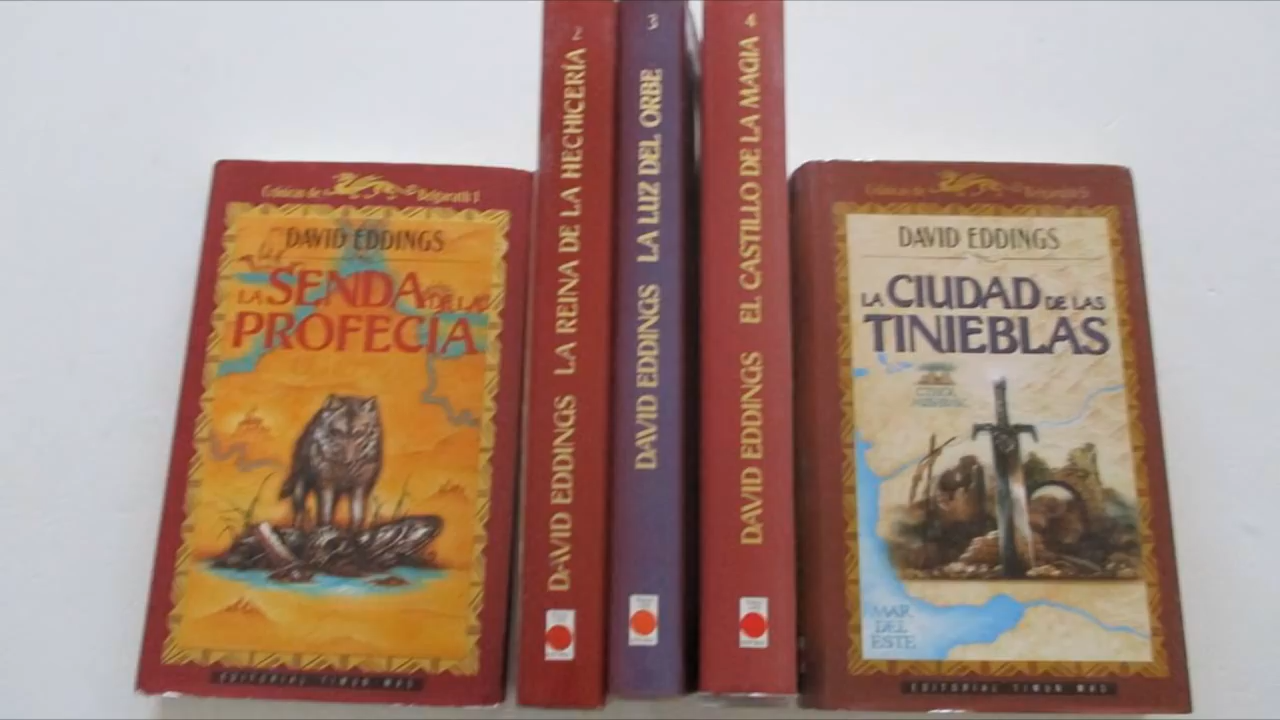 Crónicas de Belgarath 1
DAVID EDDINGS
LA SENDA DE LA
PROFECÍA
EDITORIAL TIMUN MAS
DAVID EDDINGS LA REINA DE LA HECHICERÍA 2
DAVID EDDINGS LA LUZ DEL ORBE 3
DAVID EDDINGS EL CASTILLO DE LA MAGIA 4
Crónicas de Belgarath 5
DAVID EDDINGS
LA CIUDAD DE LAS
TINIEBLAS
MAR
DEL
ESTE
EDITORIAL TIMUN MAS